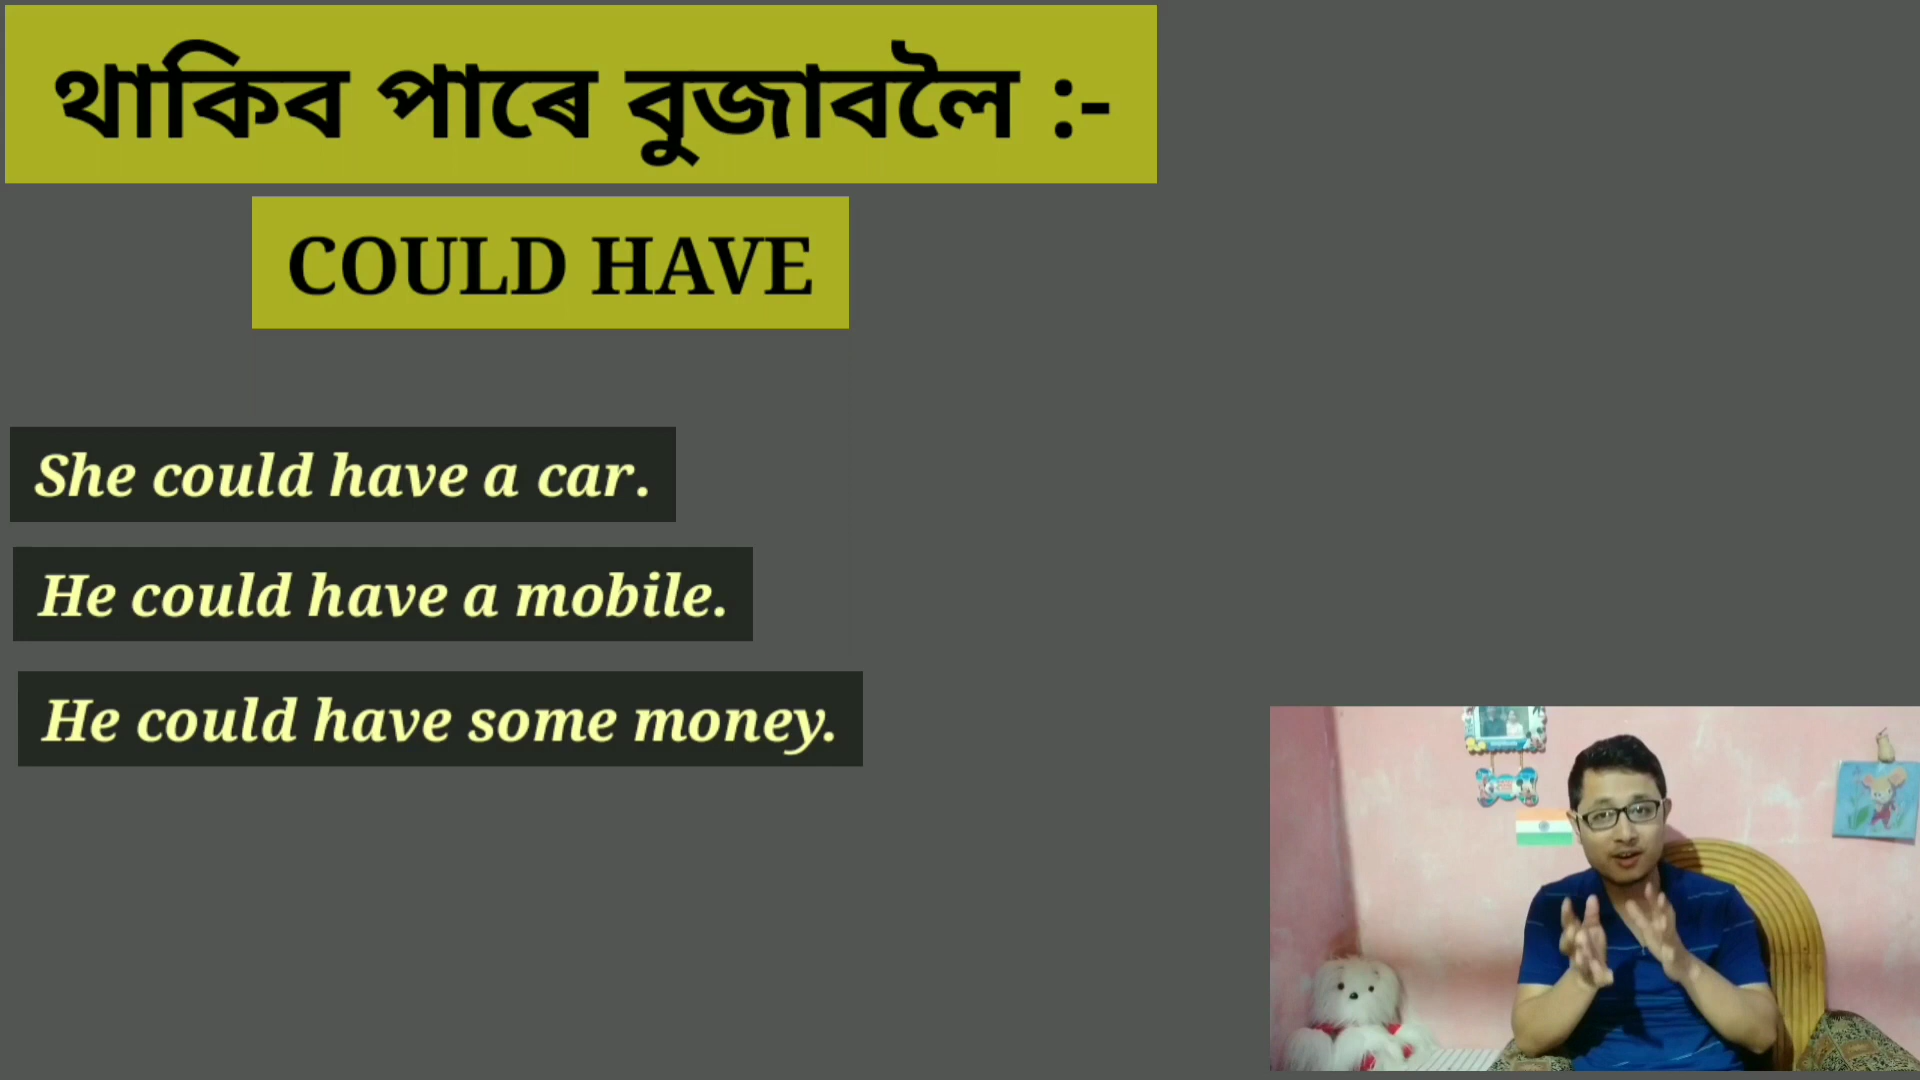 থাকিব পাৰে বুজাবলৈ :-
COULD HAVE
She could have a car.
He could have a mobile.
He could have some money.